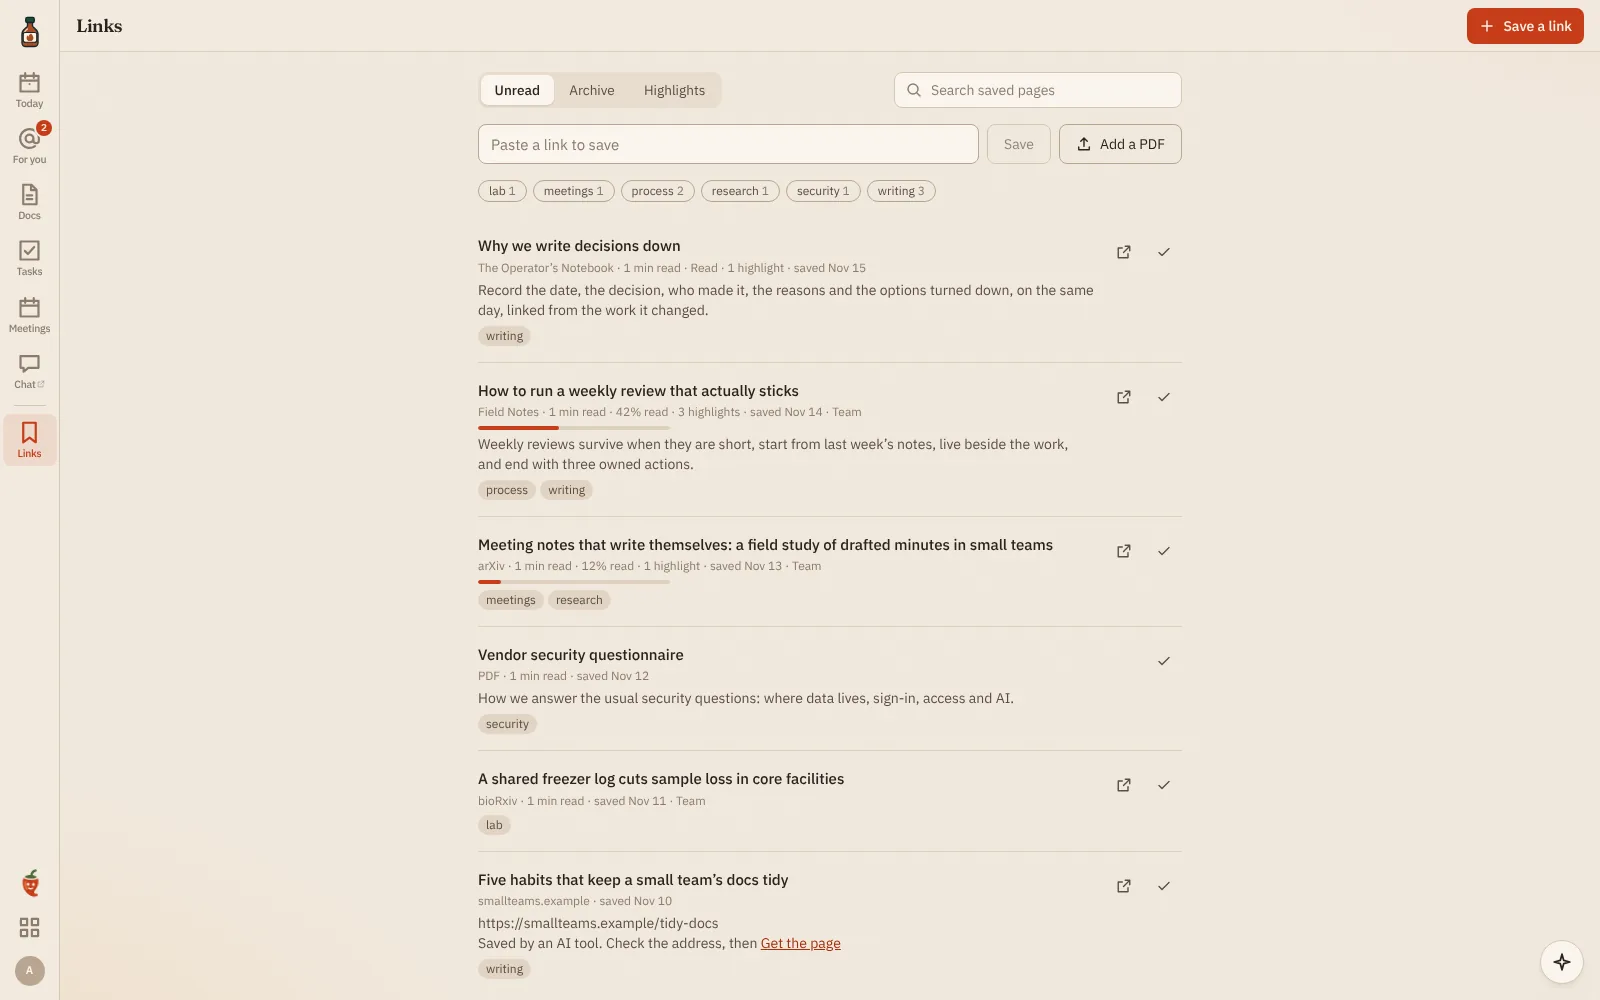 Links
Save a link
Today
2
For you
Docs
Tasks
Meetings
Chat
Links
A
Unread
Archive
Highlights
Search saved pages
Paste a link to save
Save
Add a PDF
lab 1
meetings 1
process 2
research 1
security 1
writing 3
Why we write decisions down
The Operator’s Notebook · 1 min read · Read · 1 highlight · saved Nov 15
Record the date, the decision, who made it, the reasons and the options turned down, on the same
day, linked from the work it changed.
writing
How to run a weekly review that actually sticks
Field Notes · 1 min read · 42% read · 3 highlights · saved Nov 14 · Team
Weekly reviews survive when they are short, start from last week’s notes, live beside the work,
and end with three owned actions.
process writing
Meeting notes that write themselves: a field study of drafted minutes in small teams
arXiv · 1 min read · 12% read · 1 highlight · saved Nov 13 · Team
meetings research
Vendor security questionnaire
PDF · 1 min read · saved Nov 12
How we answer the usual security questions: where data lives, sign-in, access and AI.
security
A shared freezer log cuts sample loss in core facilities
bioRxiv · 1 min read · saved Nov 11 · Team
lab
Five habits that keep a small team’s docs tidy
smallteams.example · saved Nov 10
https://smallteams.example/tidy-docs
Saved by an AI tool. Check the address, then Get the page
writing